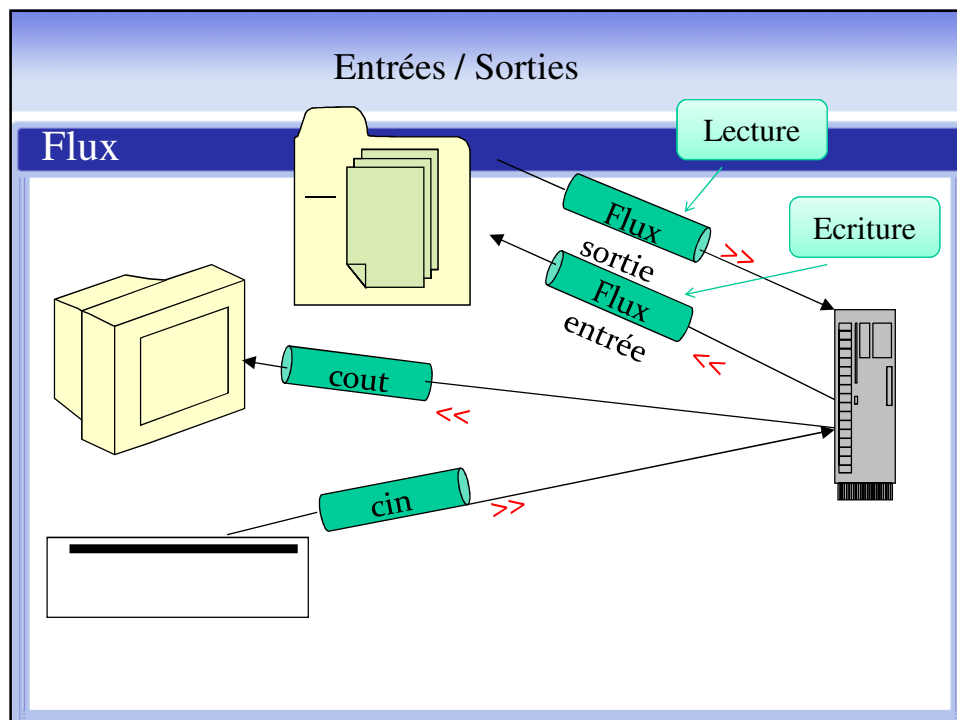 Entrées / Sorties
Flux
Lecture
Flux
sortie
>>
Ecriture
Flux
entrée
<<
cout
<<
cin
>>